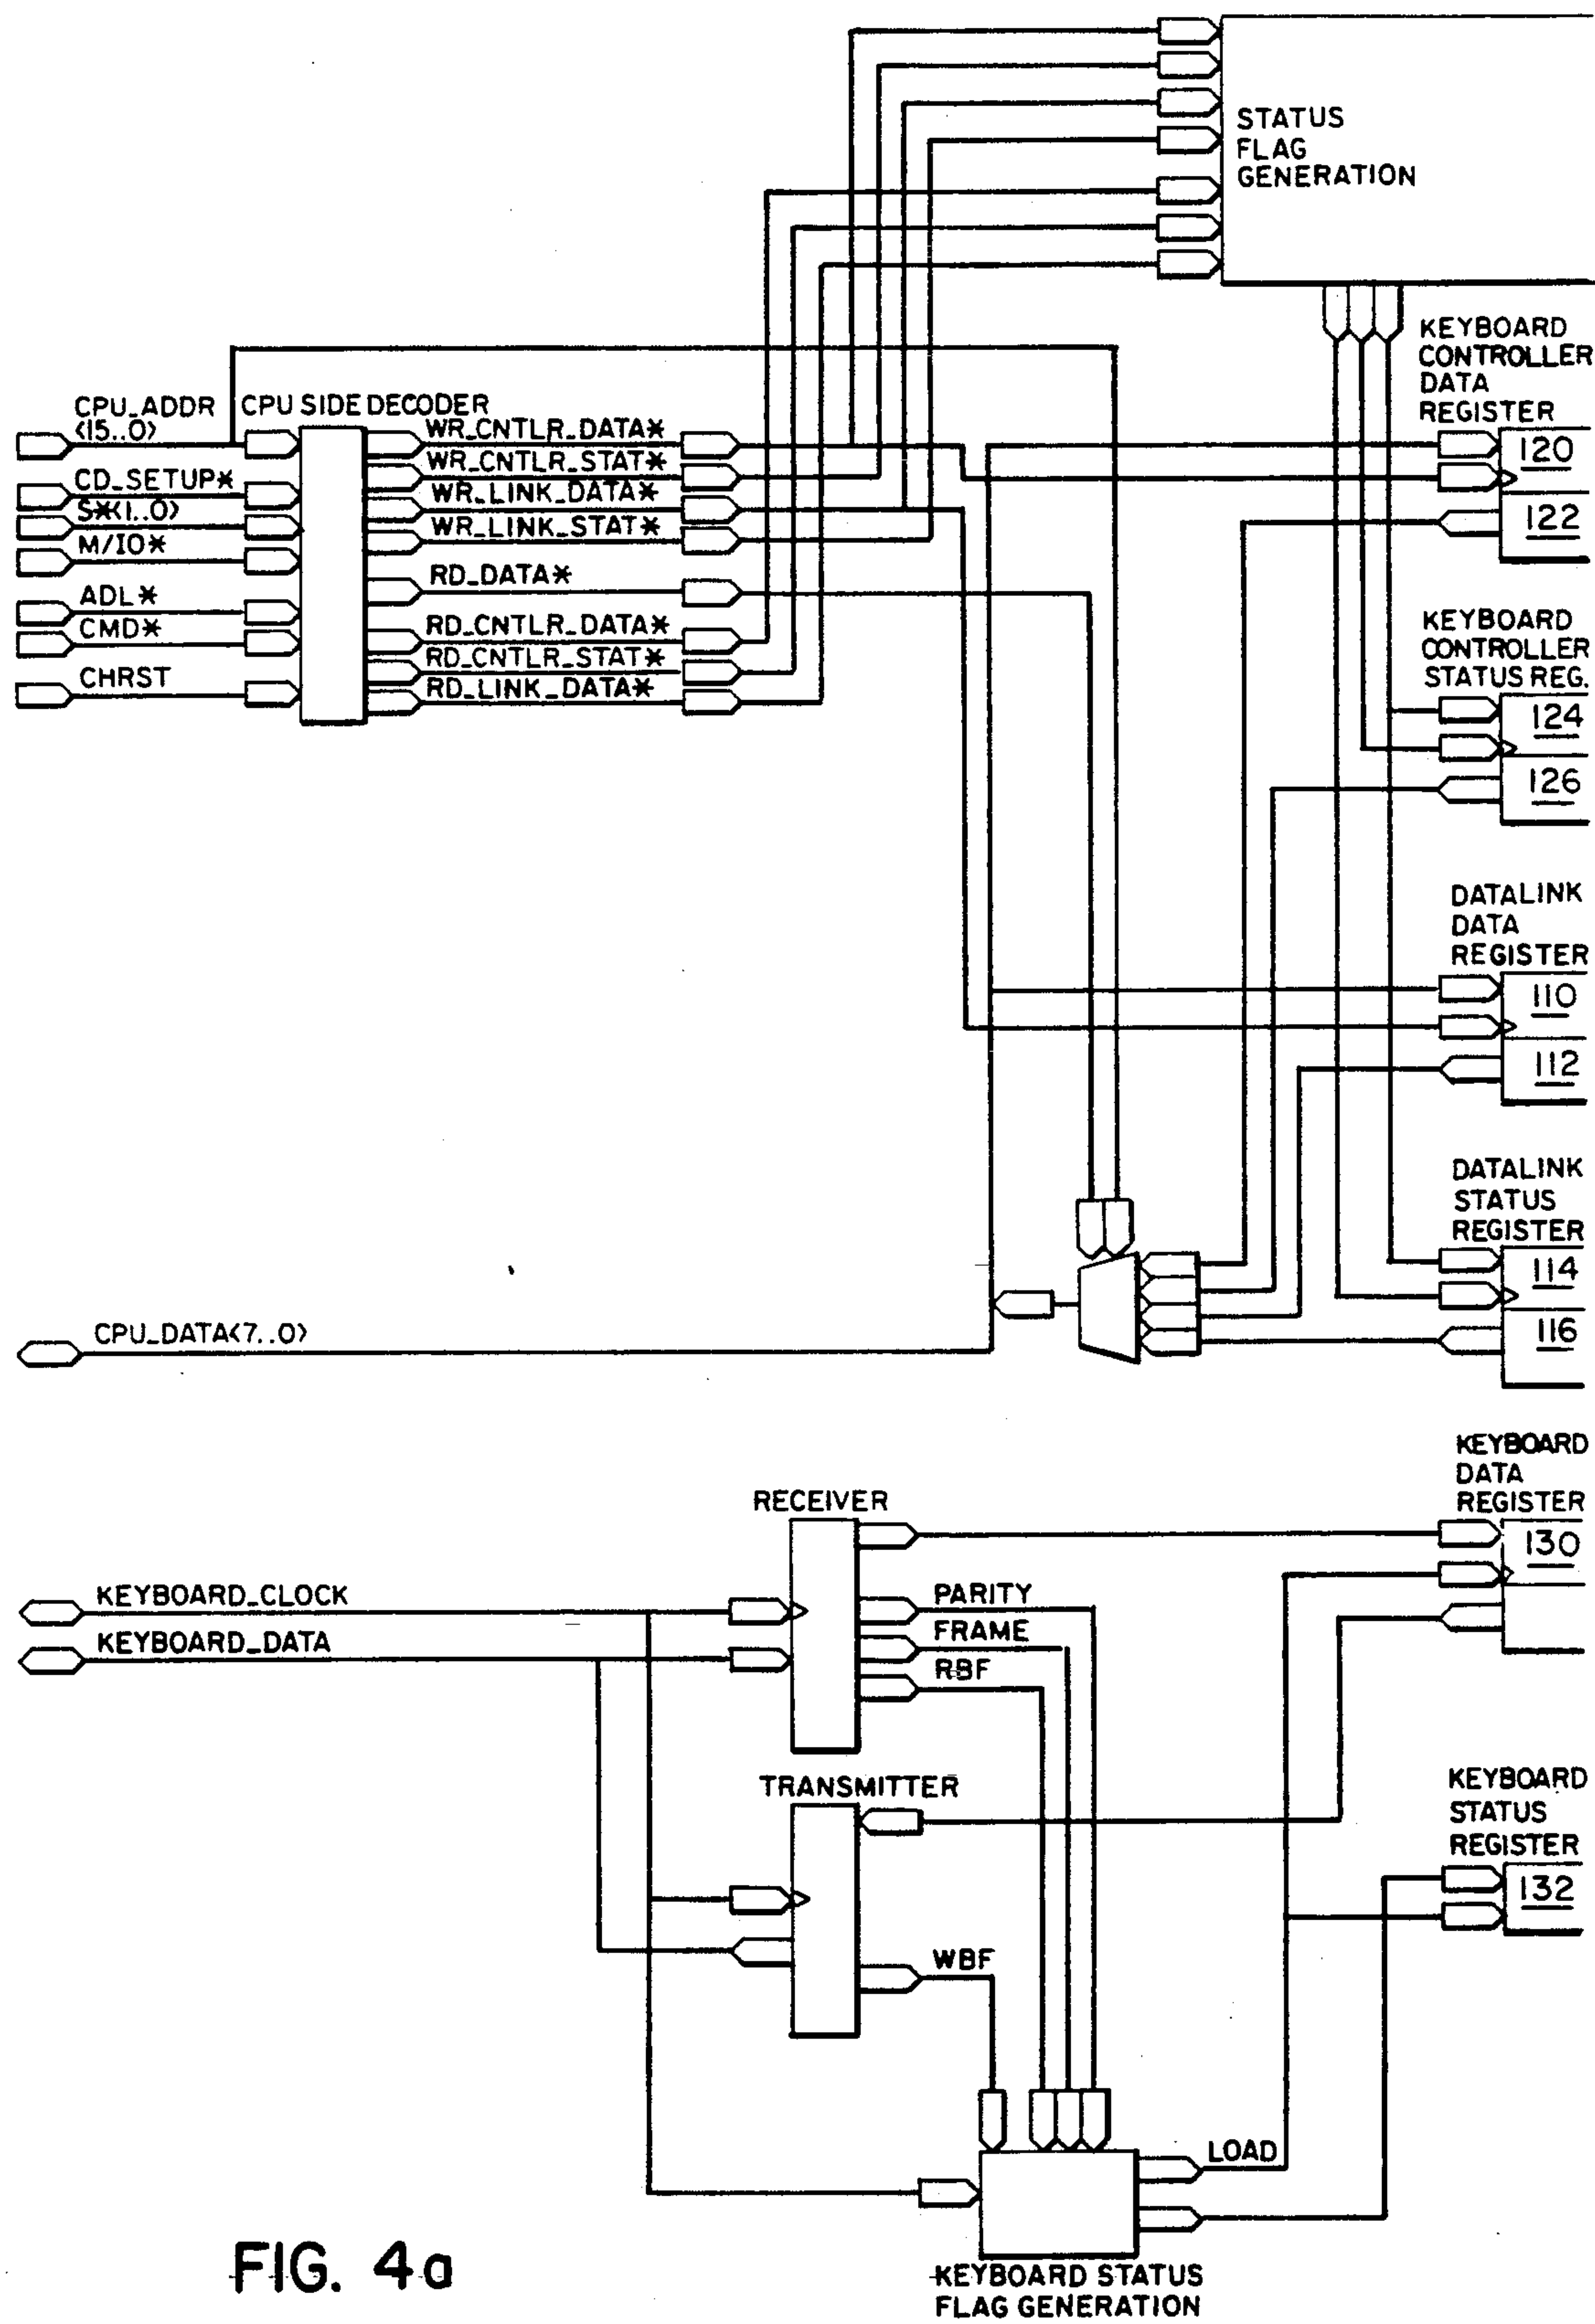 STATUS
FLAG
GENERATION
KEYBOARD
CONTROLLER
DATA
REGISTER
120
122
CPU_ADDR
<15..0>
CPU SIDE DECODER
CD_SETUP*
S*<1..0>
M/IO*
ADL*
CMD*
CHRST
WR_CNTLR_DATA*
WR_CNTLR_STAT*
WR_LINK_DATA*
WR_LINK_STAT*
RD_DATA*
RD_CNTLR_DATA*
RD_CNTLR_STAT*
RD_LINK_DATA*
KEYBOARD
CONTROLLER
STATUS REG.
124
126
DATALINK
DATA
REGISTER
110
112
DATALINK
STATUS
REGISTER
114
116
CPU_DATA<7..0>
KEYBOARD
DATA
REGISTER
130
RECEIVER
KEYBOARD_CLOCK
KEYBOARD_DATA
PARITY
FRAME
RBF
TRANSMITTER
WBF
KEYBOARD
STATUS
REGISTER
132
LOAD
KEYBOARD STATUS
FLAG GENERATION
FIG. 4a